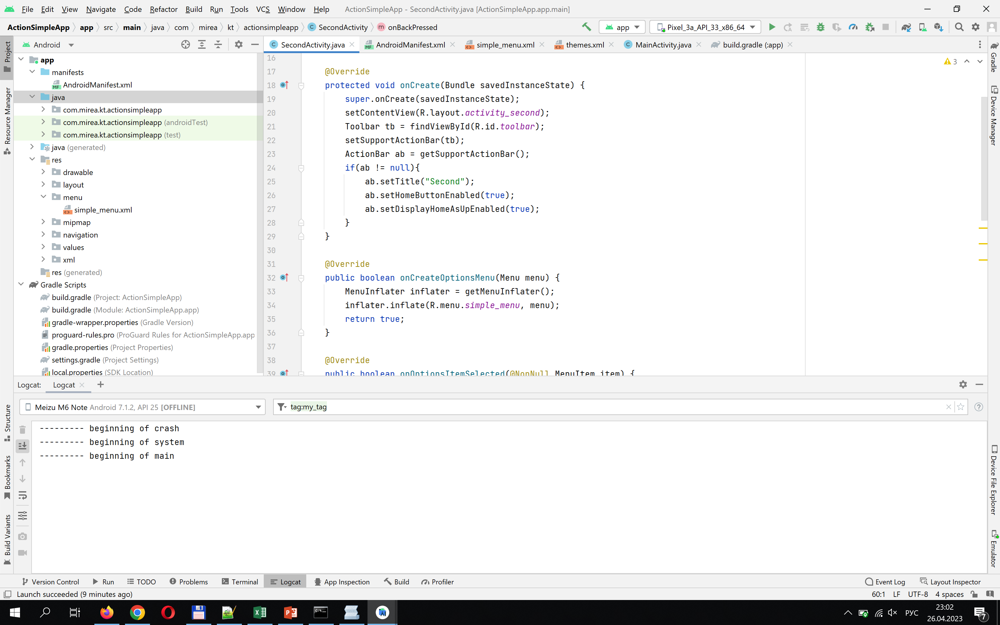 File Edit View Navigate Code Refactor Build Run Tools VCS Window Help ActionSimpleApp - SecondActivity.java [ActionSimpleApp.app.main]
ActionSimpleApp app src main java com mirea kt actionsimpleapp SecondActivity onBackPressed app Pixel_3a_API_33_x86_64
Android
SecondActivity.java AndroidManifest.xml simple_menu.xml themes.xml MainActivity.java build.gradle (:app)
Project
Resource Manager
Structure
Bookmarks
Build Variants
app
manifests
AndroidManifest.xml
java
com.mirea.kt.actionsimpleapp
com.mirea.kt.actionsimpleapp (androidTest)
com.mirea.kt.actionsimpleapp (test)
java (generated)
res
drawable
layout
menu
simple_menu.xml
mipmap
navigation
values
xml
res (generated)
Gradle Scripts
build.gradle (Project: ActionSimpleApp)
build.gradle (Module: ActionSimpleApp.app)
gradle-wrapper.properties (Gradle Version)
proguard-rules.pro (ProGuard Rules for ActionSimpleApp.app
gradle.properties (Project Properties)
settings.gradle (Project Settings)
local.properties (SDK Location)
3
16
17 @Override
18 protected void onCreate(Bundle savedInstanceState) {
19 super.onCreate(savedInstanceState);
20 setContentView(R.layout.activity_second);
21 Toolbar tb = findViewById(R.id.toolbar);
22 setSupportActionBar(tb);
23 ActionBar ab = getSupportActionBar();
24 if(ab != null){
25 ab.setTitle("Second");
26 ab.setHomeButtonEnabled(true);
27 ab.setDisplayHomeAsUpEnabled(true);
28 }
29 }
30
31 @Override
32 public boolean onCreateOptionsMenu(Menu menu) {
33 MenuInflater inflater = getMenuInflater();
34 inflater.inflate(R.menu.simple_menu, menu);
35 return true;
36 }
37
38 @Override
39 public boolean onOptionsItemSelected(@NonNull MenuItem item) {
Gradle
Device Manager
Device File Explorer
Emulator
Logcat: Logcat
Meizu M6 Note Android 7.1.2, API 25 [OFFLINE] tag:my_tag
--------- beginning of crash
--------- beginning of system
--------- beginning of main
Version Control Run TODO Problems Terminal Logcat App Inspection Build Profiler Event Log Layout Inspector
Launch succeeded (9 minutes ago) 60:1 LF UTF-8 4 spaces
РУС 23:02
26.04.2023 7